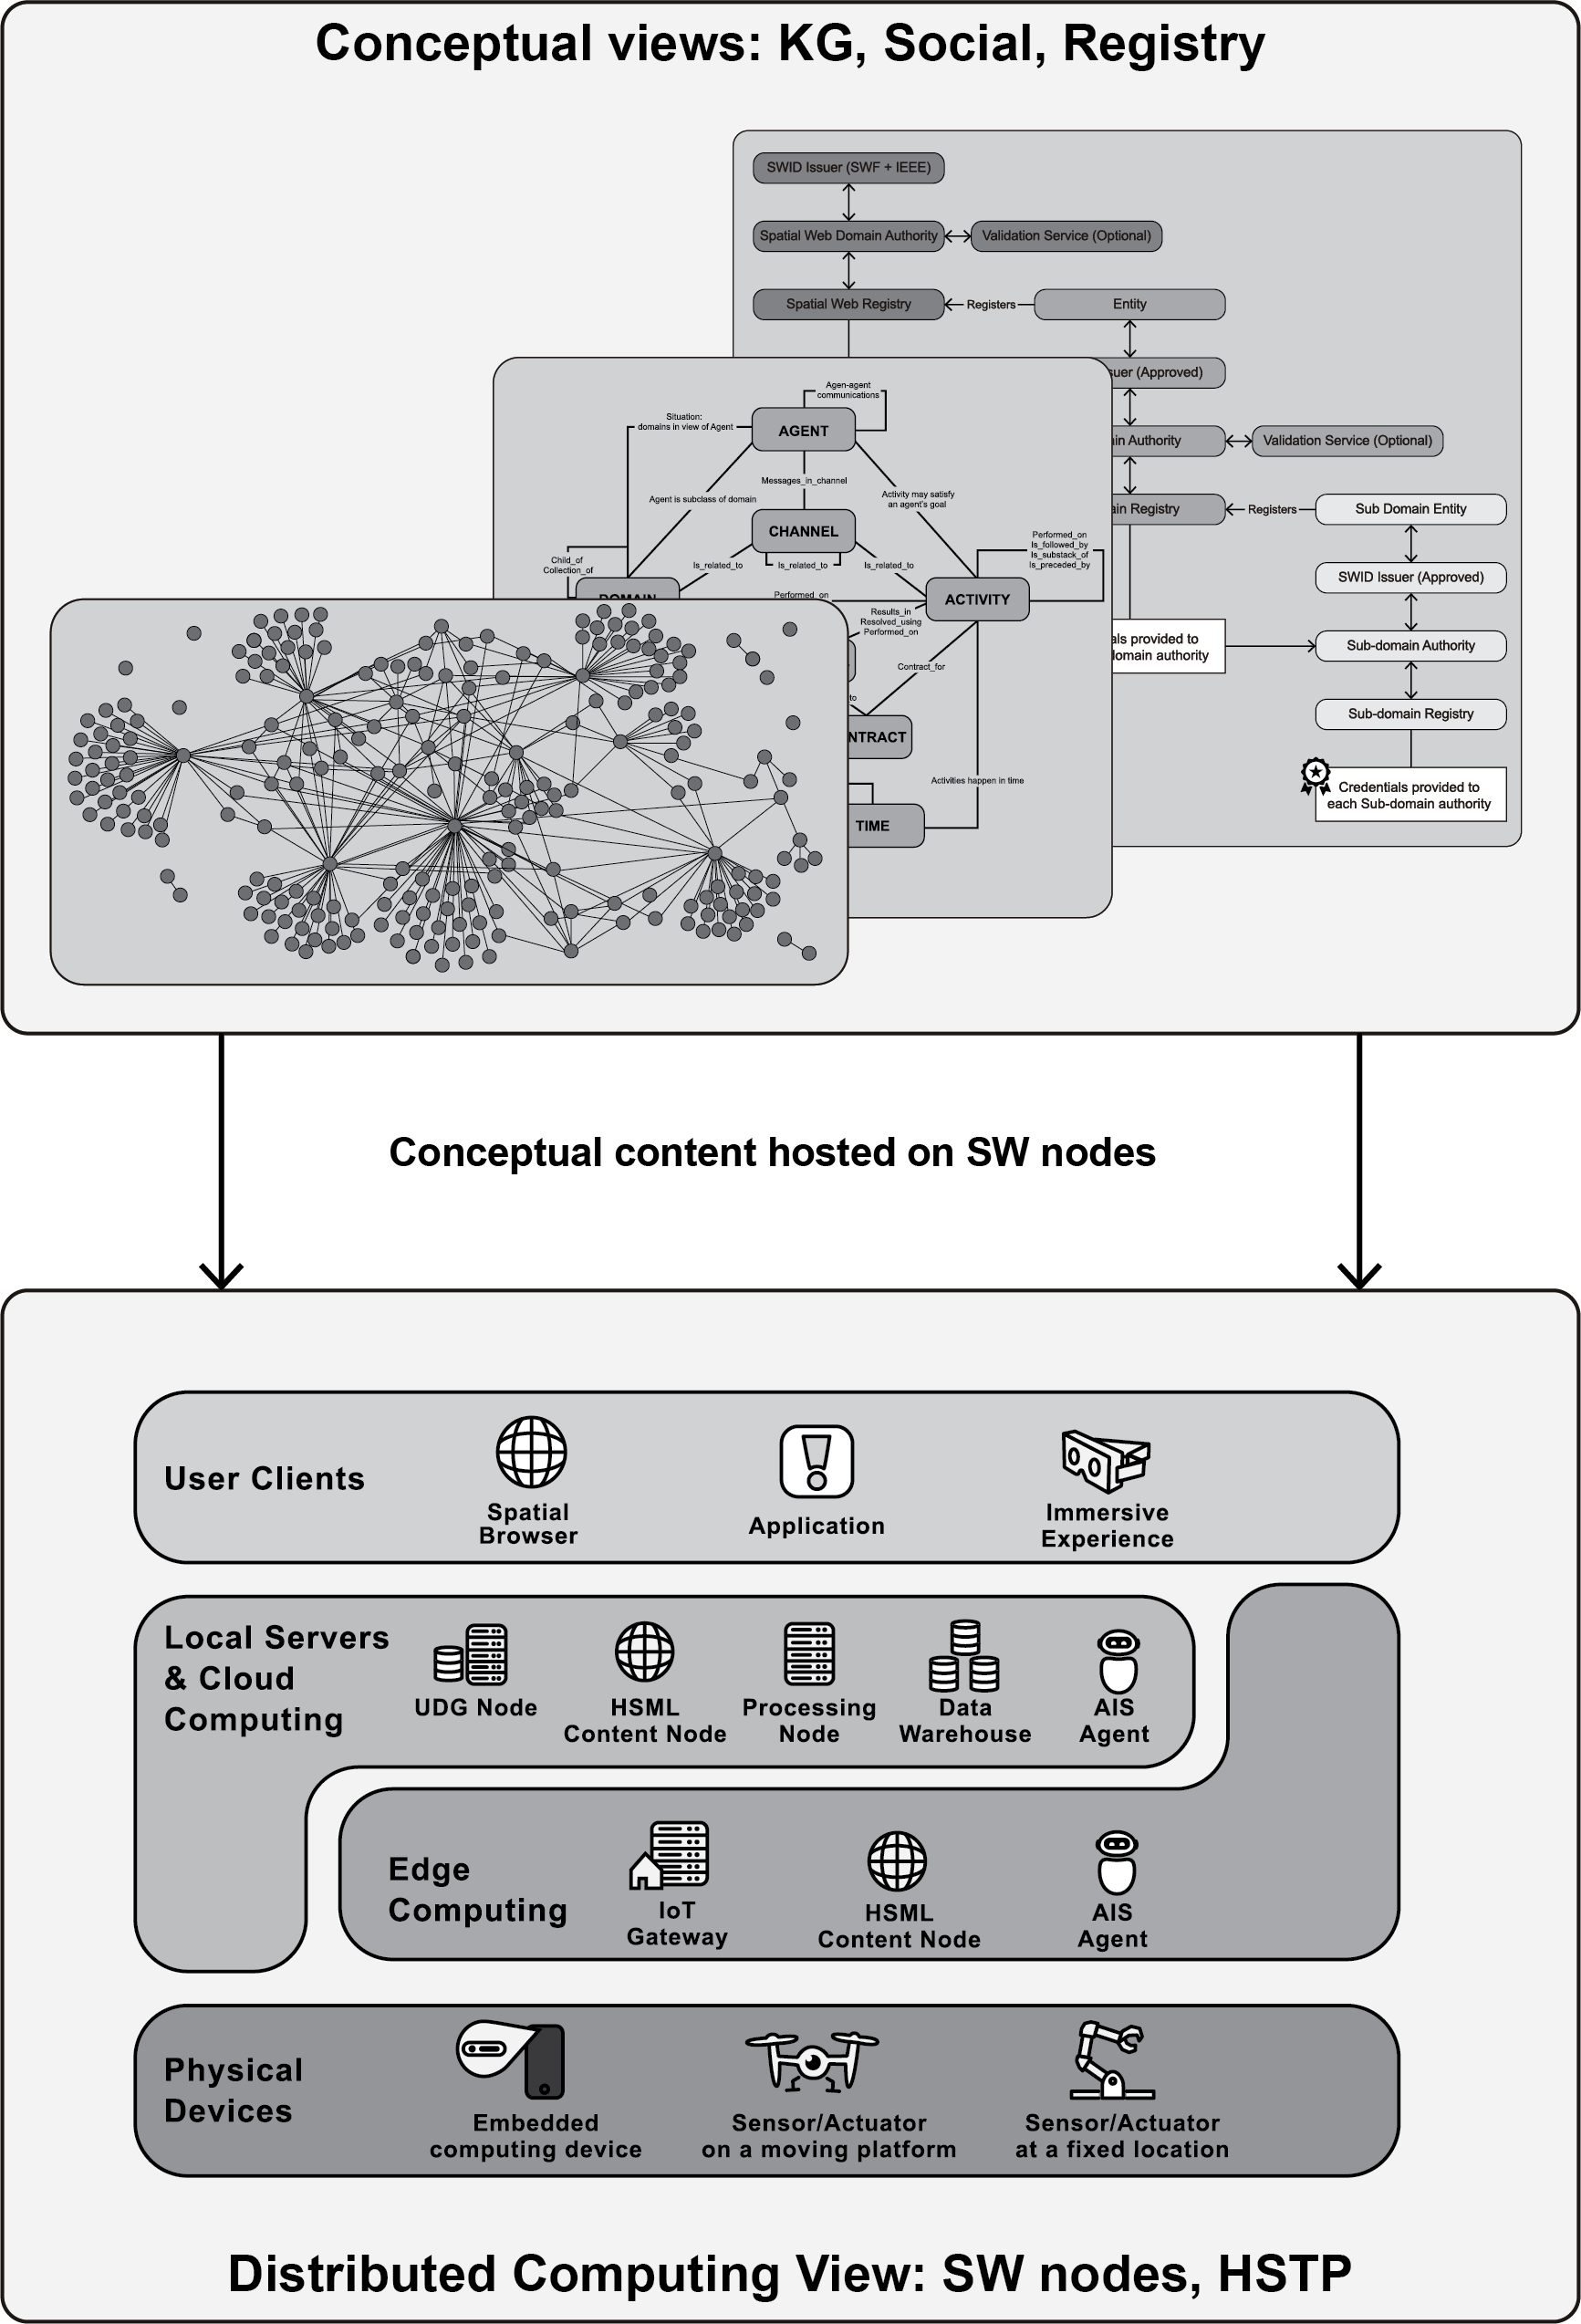 Conceptual views: KG, Social, Registry
SWID Issuer (SWF + IEEE)
Spatial Web Domain Authority
Validation Service (Optional)
Spatial Web Registry
Registers
Entity
suer (Approved)
in Authority
Validation Service (Optional)
ain Registry
Registers
Sub Domain Entity
SWID Issuer (Approved)
als provided to
domain authority
Sub-domain Authority
Sub-domain Registry
Credentials provided to
each Sub-domain authority
Agen-agent
communications
Situation:
domains in view of Agent
AGENT
Messages_in_channel
Agent is subclass of domain
Activity may satisfy
an agent's goal
CHANNEL
Performed_on
Is_followed_by
Is_substack_of
Is_preceded_by
Child_of
Collection_of
Is_related_to
Is_related_to
Is_related_to
DOMAIN
Performed_on
ACTIVITY
Results_in
Resolved_using
Performed_on
Contract_for
to
NTRACT
Activities happen in time
TIME
Conceptual content hosted on SW nodes
User Clients
Spatial
Browser
Application
Immersive
Experience
Local Servers
& Cloud
Computing
UDG Node
HSML
Content Node
Processing
Node
Data
Warehouse
AIS
Agent
Edge
Computing
IoT
Gateway
HSML
Content Node
AIS
Agent
Physical
Devices
Embedded
computing device
Sensor/Actuator
on a moving platform
Sensor/Actuator
at a fixed location
Distributed Computing View: SW nodes, HSTP